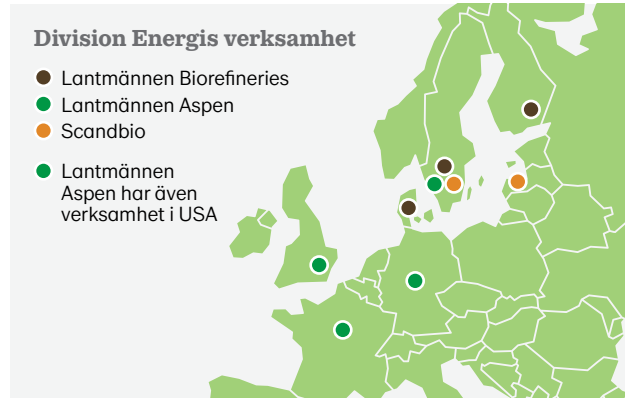 Division Energis verksamhet
Lantmännen Biorefineries
Lantmännen Aspen
Scandbio
Lantmännen
Aspen har även
verksamhet i USA